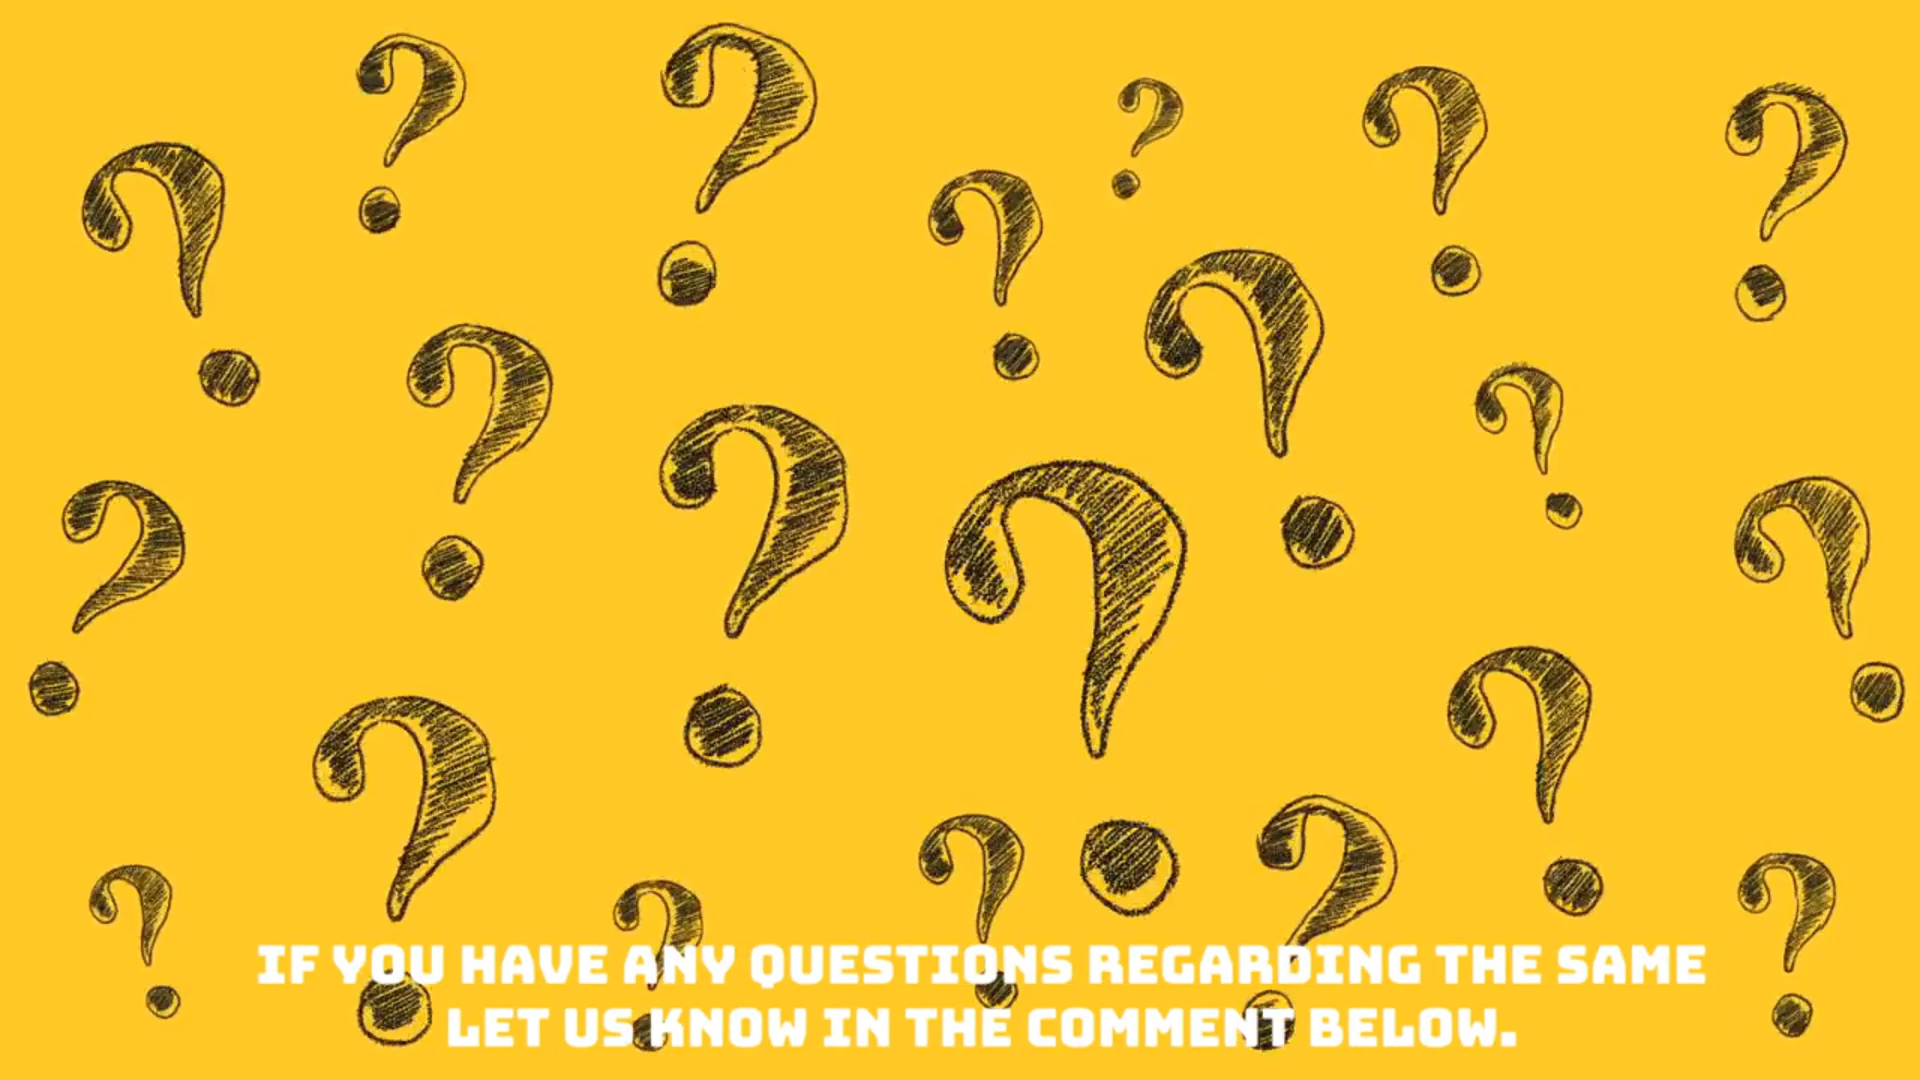 IF YOU HAVE ANY QUESTIONS REGARDING THE SAME
LET US KNOW IN THE COMMENT BELOW.